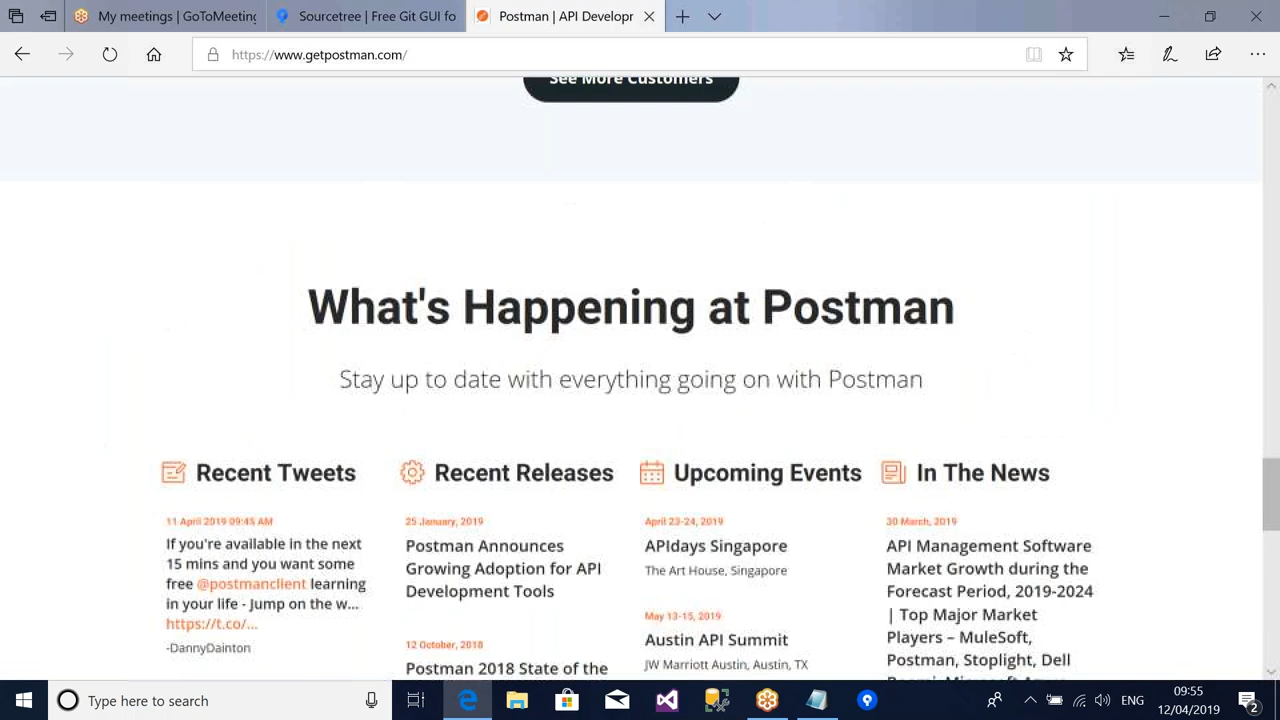 My meetings | GoToMeeting
Sourcetree | Free Git GUI fo
Postman | API Developr
https://www.getpostman.com/
See More Customers
What's Happening at Postman
Stay up to date with everything going on with Postman
Recent Tweets
11 April 2019 09:45 AM
If you're available in the next
15 mins and you want some
free @postmanclient learning
in your life - Jump on the w...
https://t.co/...
-DannyDainton
Recent Releases
25 January, 2019
Postman Announces
Growing Adoption for API
Development Tools
12 October, 2018
Postman 2018 State of the
Upcoming Events
April 23-24, 2019
APIdays Singapore
The Art House, Singapore
May 13-15, 2019
Austin API Summit
JW Marriott Austin, Austin, TX
In The News
30 March, 2019
API Management Software
Market Growth during the
Forecast Period, 2019-2024
| Top Major Market
Players – MuleSoft,
Postman, Stoplight, Dell
Type here to search
ENG
09:55
12/04/2019
2